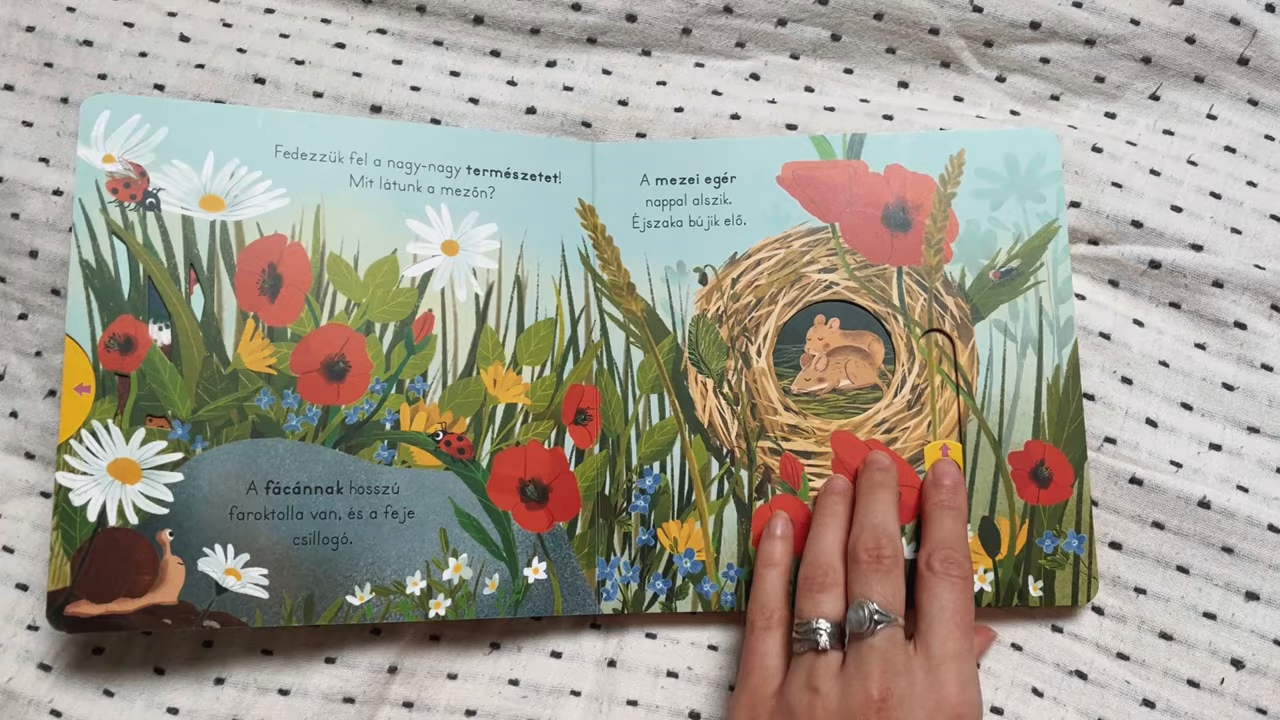 Fedezzük fel a nagy-nagy természetet!
Mit látunk a mezőn?
A fácánnak hosszú
faroktolla van, és a feje
csillogó.
A mezei egér
nappal alszik.
Éjszaka bújik elő.